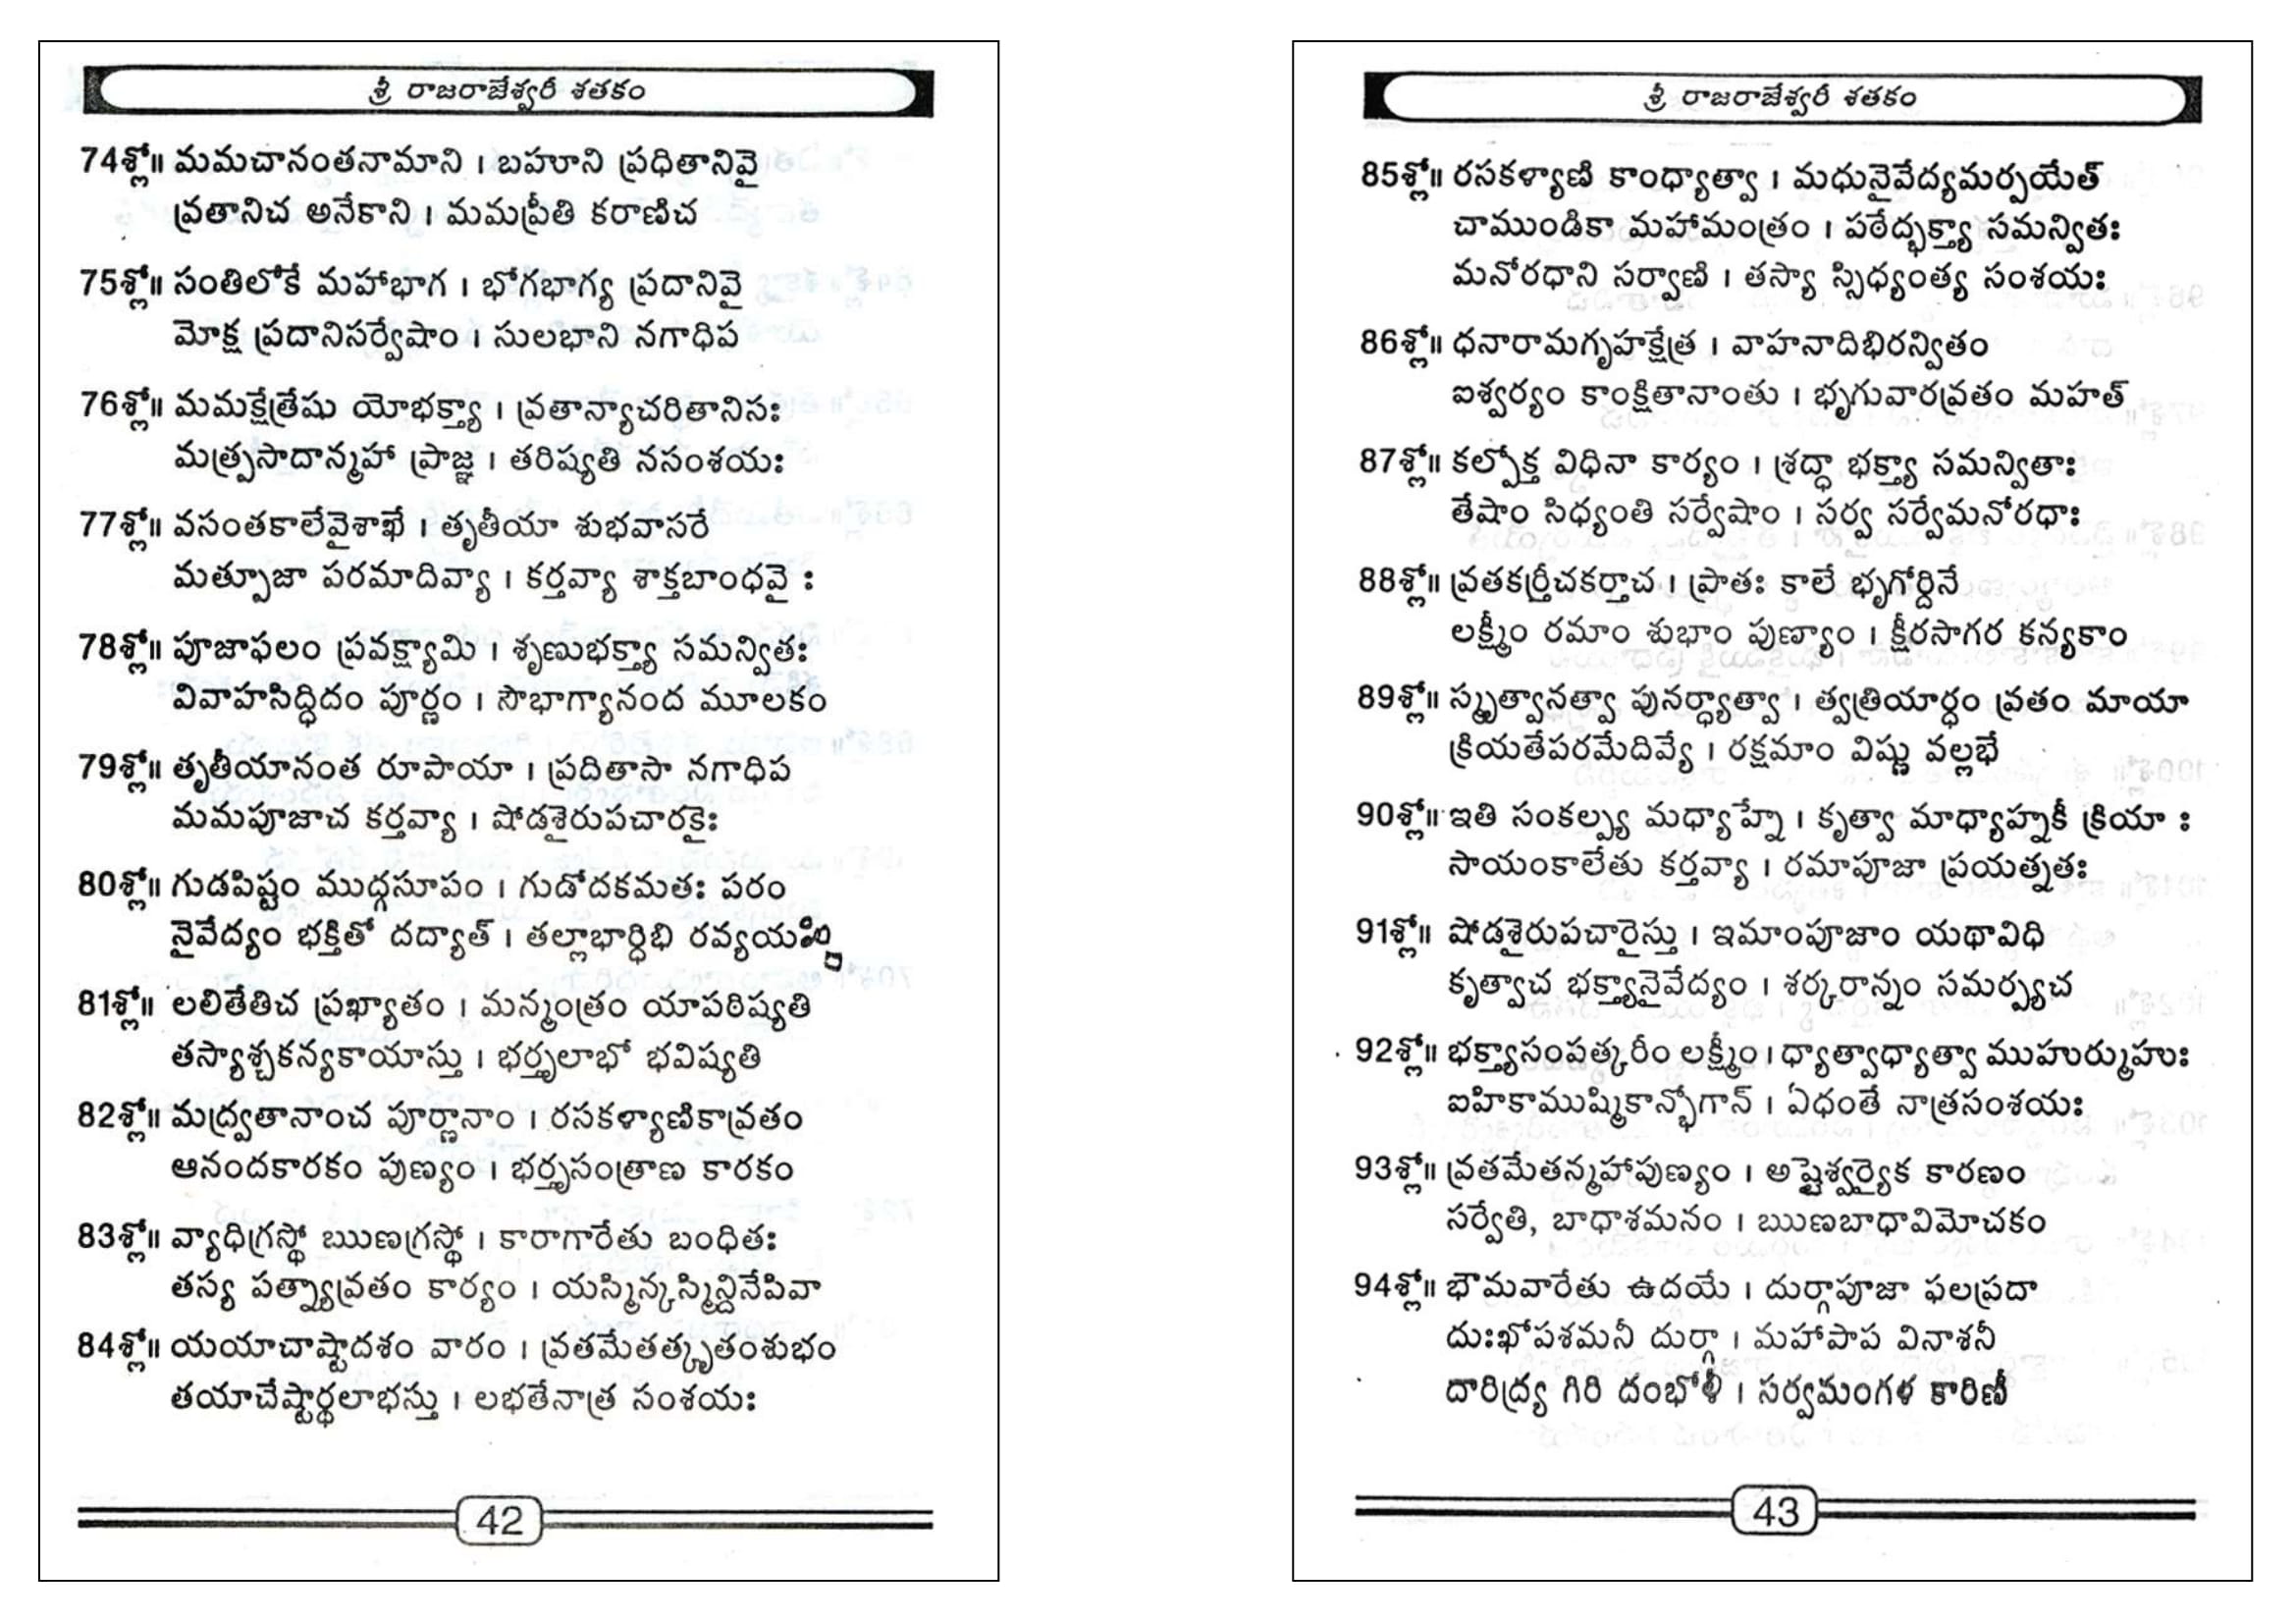 శ్రీ రాజరాజేశ్వరీ శతకం
74శ్లో॥ మమచానంతనామాని । బహూని ప్రధితానివై
వ్రతానిచ అనేకాని । మమప్రీతి కరాణిచ
75శ్లో॥ సంతిలోకే మహాభాగ । భోగభాగ్య ప్రదానివై
మోక్ష ప్రదానిసర్వేషాం । సులభాని నగాధిప
76శ్లో॥ మమక్షేత్రేషు యోభక్త్యా । వ్రతాన్యాచరితానిసః
మత్ప్రసాదాన్మహా ప్రాజ్ఞ । తరిష్యతి నసంశయః
77శ్లో॥ వసంతకాలేవైశాఖే । తృతీయా శుభవాసరే
మత్పూజా పరమాదివ్యా । కర్తవ్యా శాక్తబాంధవై :
78శ్లో॥ పూజాఫలం ప్రవక్ష్యామి । శృణుభక్త్యా సమన్వితః
వివాహసిద్ధిదం పూర్ణం । సౌభాగ్యానంద మూలకం
79శ్లో॥ తృతీయానంత రూపాయా । ప్రదితాసా నగాధిప
మమపూజాచ కర్తవ్యా । షోడశైరుపచారకైః
80శ్లో॥ గుడపిష్టం ముద్గసూపం । గుడోదకమతః పరం
నైవేద్యం భక్తితో దద్యాత్ । తల్లాభార్ధిభి రవ్యయః
81శ్లో॥ లలితేతిచ ప్రఖ్యాతం । మన్మంత్రం యాపఠిష్యతి
తస్యాశ్చకన్యకాయాస్తు । భర్తృలాభో భవిష్యతి
82శ్లో॥ మద్వ్రతానాంచ పూర్ణానాం । రసకళ్యాణికావ్రతం
ఆనందకారకం పుణ్యం । భర్తృసంత్రాణ కారకం
83శ్లో॥ వ్యాధిగ్రస్థో ఋణగ్రస్థో । కారాగారేతు బంధితః
తస్య పత్న్యావ్రతం కార్యం । యస్మిన్కస్మిన్దినేపివా
84శ్లో॥ యయాచాష్టాదశం వారం । వ్రతమేతత్కృతంశుభం
తయాచేష్టార్థలాభస్తు । లభతేనాత్ర సంశయః
42
శ్రీ రాజరాజేశ్వరీ శతకం
85శ్లో॥ రసకళ్యాణి కాంధ్యాత్వా । మధునైవేద్యమర్పయేత్
చాముండికా మహామంత్రం । పఠేద్భక్త్యా సమన్వితః
మనోరధాని సర్వాణి । తస్యా స్సిధ్యంత్య సంశయః
86శ్లో॥ ధనారామగృహక్షేత్ర । వాహనాదిభిరన్వితం
ఐశ్వర్యం కాంక్షితానాంతు । భృగువారవ్రతం మహత్
87శ్లో॥ కల్పోక్త విధినా కార్యం । శ్రద్ధా భక్త్యా సమన్వితాః
తేషాం సిధ్యంతి సర్వేషాం । సర్వ సర్వేమనోరధాః
88శ్లో॥ వ్రతకర్త్రీచకర్తాచ । ప్రాతః కాలే భృగోర్దినే
లక్ష్మీం రమాం శుభాం పుణ్యాం । క్షీరసాగర కన్యకాం
89శ్లో॥ స్మృత్వానత్వా పునర్ధ్యాత్వా । త్వత్రియార్ధం వ్రతం మాయా
క్రియతేపరమేదివ్యే । రక్షమాం విష్ణు వల్లభే
90శ్లో॥ ఇతి సంకల్ప్య మధ్యాహ్నే । కృత్వా మాధ్యాహ్నకీ క్రియా :
సాయంకాలేతు కర్తవ్యా । రమాపూజా ప్రయత్నతః
91శ్లో॥ షోడశైరుపచారైస్తు । ఇమాంపూజాం యథావిధి
కృత్వాచ భక్త్యానైవేద్యం । శర్కరాన్నం సమర్ప్యచ
92శ్లో॥ భక్త్యాసంపత్కరీం లక్ష్మీం । ధ్యాత్వాధ్యాత్వా ముహుర్ముహుః
ఐహికాముష్మికాన్భోగాన్ । ఏధంతే నాత్రసంశయః
93శ్లో॥ వ్రతమేతన్మహాపుణ్యం । అష్టైశ్వర్యైక కారణం
సర్వేతి, బాధాశమనం । ఋణబాధావిమోచకం
94శ్లో॥ భౌమవారేతు ఉదయే । దుర్గాపూజా ఫలప్రదా
దుఃఖోపశమనీ దుర్గా । మహాపాప వినాశనీ
దారిద్ర్య గిరి దంభోళీ । సర్వమంగళ కారిణీ
43